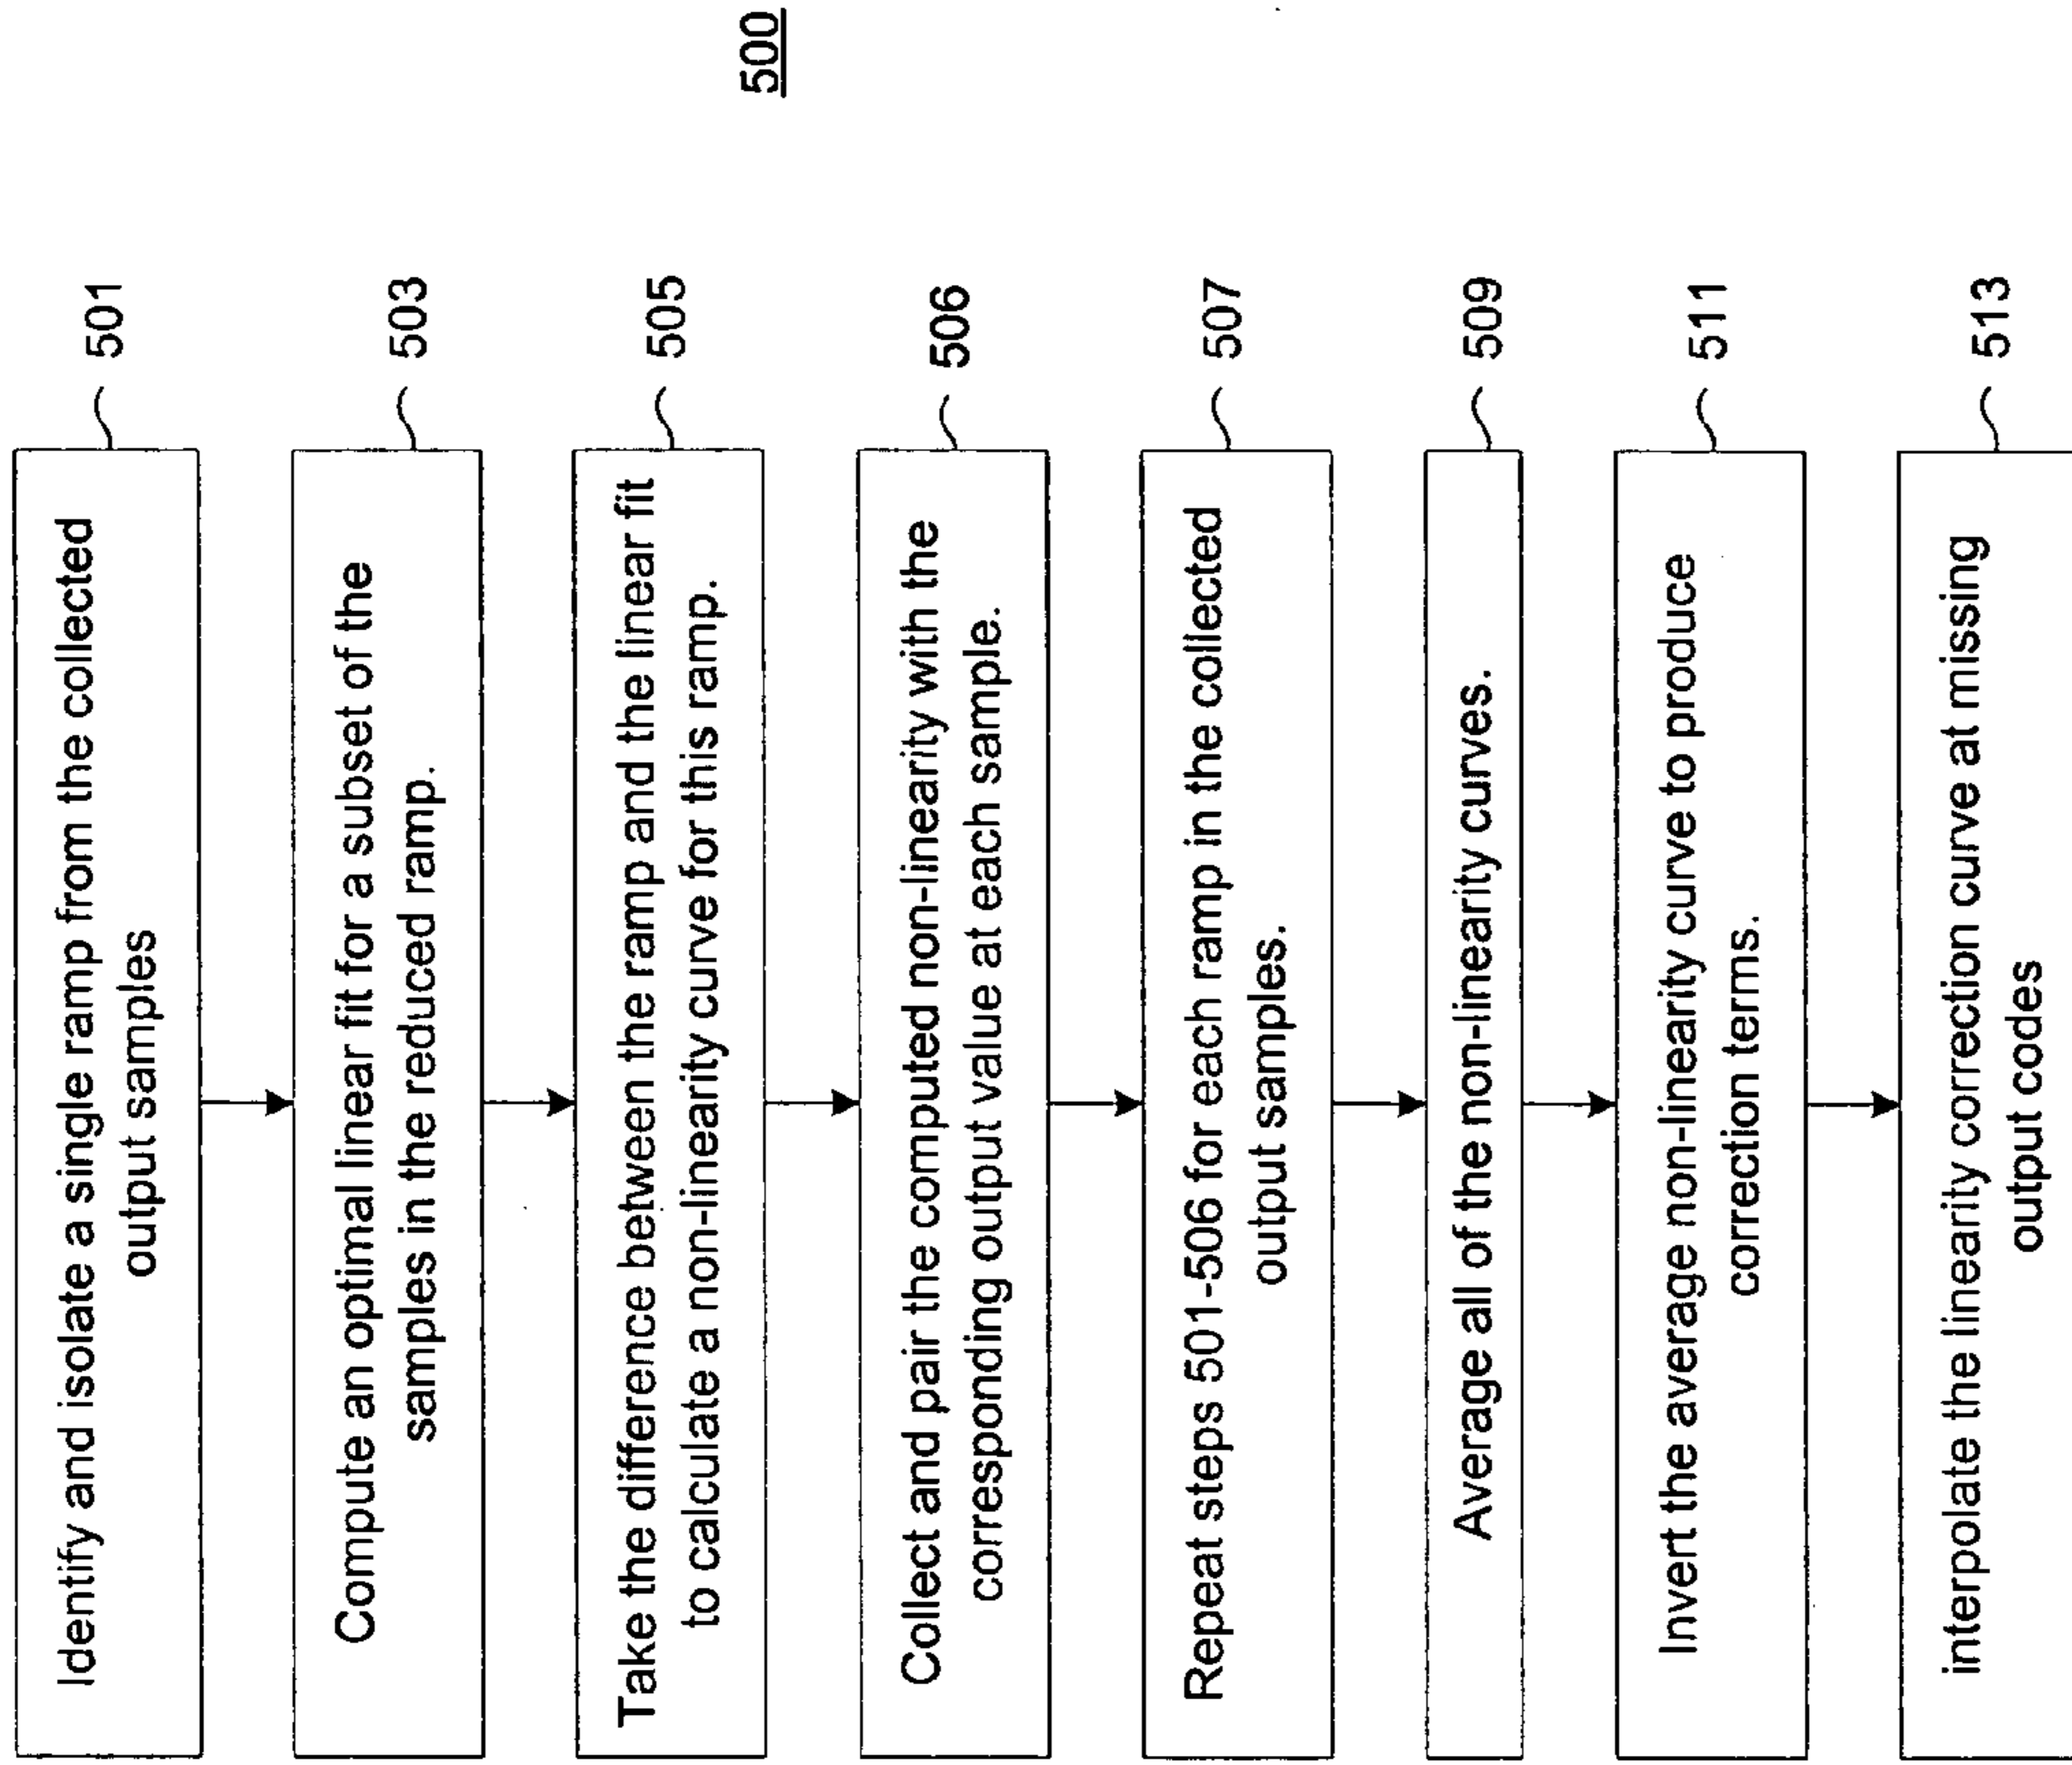 500
Identify and isolate a single ramp from the collected
output samples
501
Compute an optimal linear fit for a subset of the
samples in the reduced ramp.
503
Take the difference between the ramp and the linear fit
to calculate a non-linearity curve for this ramp.
505
Collect and pair the computed non-linearity with the
corresponding output value at each sample.
506
Repeat steps 501-506 for each ramp in the collected
output samples.
507
Average all of the non-linearity curves.
509
Invert the average non-linearity curve to produce
correction terms.
511
interpolate the linearity correction curve at missing
output codes
513